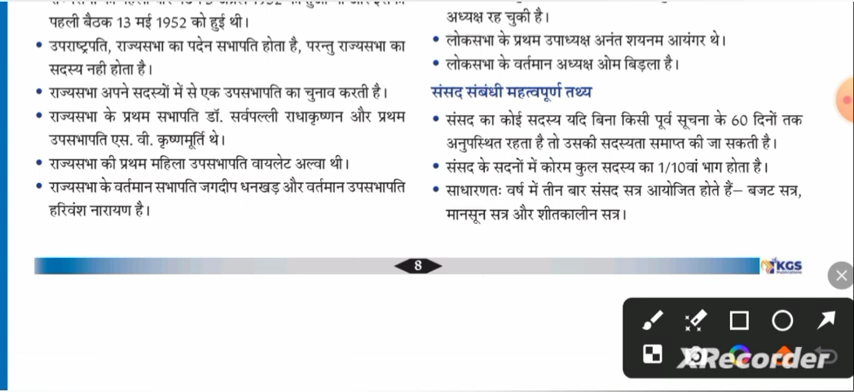 पहली बैठक 13 मई 1952 को हुई थी।
• उपराष्ट्रपति, राज्यसभा का पदेन सभापति होता है, परन्तु राज्यसभा का
सदस्य नही होता है।
• राज्यसभा अपने सदस्यों में से एक उपसभापति का चुनाव करती है।
• राज्यसभा के प्रथम सभापति डॉ. सर्वपल्ली राधाकृष्णन और प्रथम
उपसभापति एस. वी. कृष्णमूर्ति थे।
• राज्यसभा की प्रथम महिला उपसभापति वायलेट अल्वा थी।
• राज्यसभा के वर्तमान सभापति जगदीप धनखड़ और वर्तमान उपसभापति
हरिवंश नारायण है।
अध्यक्ष रह चुकी है।
• लोकसभा के प्रथम उपाध्यक्ष अनंत शयनम आयंगर थे।
• लोकसभा के वर्तमान अध्यक्ष ओम बिड़ला है।
संसद संबंधी महत्वपूर्ण तथ्य
• संसद का कोई सदस्य यदि बिना किसी पूर्व सूचना के 60 दिनों तक
अनुपस्थित रहता है तो उसकी सदस्यता समाप्त की जा सकती है।
• संसद के सदनों में कोरम कुल सदस्य का 1/10वां भाग होता है।
• साधारणतः वर्ष में तीन बार संसद सत्र आयोजित होते हैं– बजट सत्र,
मानसून सत्र और शीतकालीन सत्र।
8
KGS
XRecorder